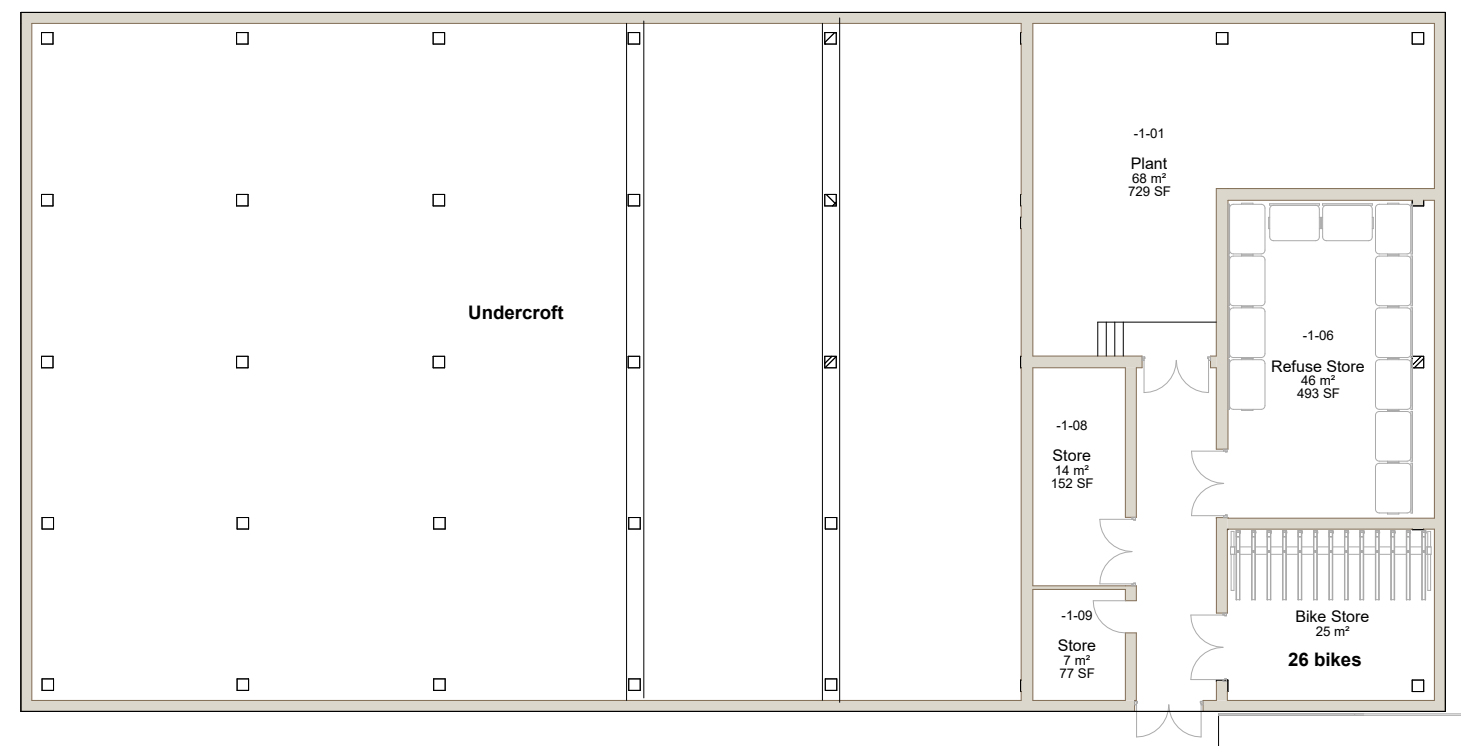 -1-01
Plant
68 m²
729 SF
Undercroft
-1-06
Refuse Store
46 m²
493 SF
-1-08
Store
14 m²
152 SF
-1-09
Store
7 m²
77 SF
Bike Store
25 m²
26 bikes